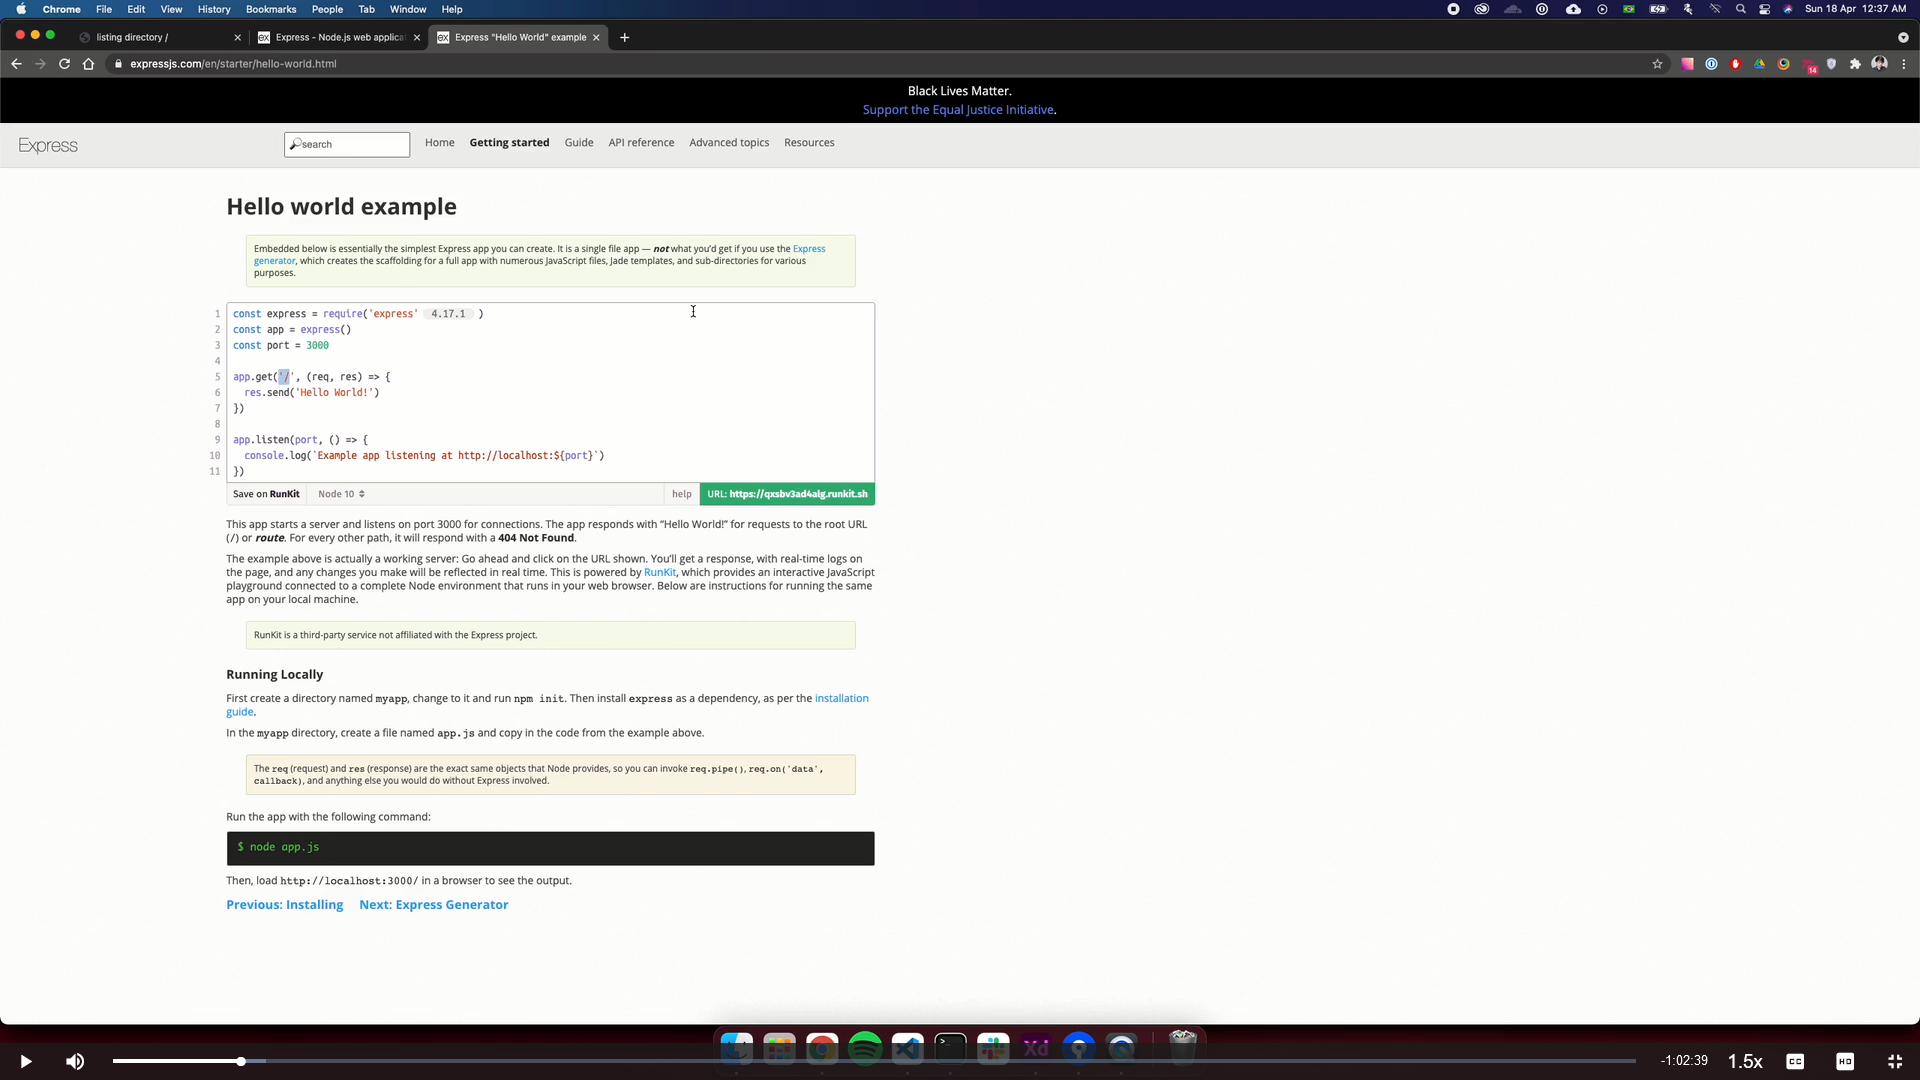 Chrome File Edit View History Bookmarks People Tab Window Help Sun 18 Apr 12:37 AM
listing directory / Express - Node.js web applica Express "Hello World" example
expressjs.com/en/starter/hello-world.html 14
Black Lives Matter.
Support the Equal Justice Initiative.
Express search Home Getting started Guide API reference Advanced topics Resources
Hello world example
Embedded below is essentially the simplest Express app you can create. It is a single file app — not what you'd get if you use the Express
generator, which creates the scaffolding for a full app with numerous JavaScript files, Jade templates, and sub-directories for various
purposes.
1 const express = require('express' 4.17.1 )
2 const app = express()
3 const port = 3000
4
5 app.get('/', (req, res) => {
6 res.send('Hello World!')
7 })
8
9 app.listen(port, () => {
10 console.log(`Example app listening at http://localhost:${port}`)
11 })
Save on RunKit Node 10 help URL: https://qxsbv3ad4alg.runkit.sh
This app starts a server and listens on port 3000 for connections. The app responds with “Hello World!” for requests to the root URL
(/) or route. For every other path, it will respond with a 404 Not Found.
The example above is actually a working server: Go ahead and click on the URL shown. You’ll get a response, with real-time logs on
the page, and any changes you make will be reflected in real time. This is powered by RunKit, which provides an interactive JavaScript
playground connected to a complete Node environment that runs in your web browser. Below are instructions for running the same
app on your local machine.
RunKit is a third-party service not affiliated with the Express project.
Running Locally
First create a directory named myapp, change to it and run npm init. Then install express as a dependency, as per the installation
guide.
In the myapp directory, create a file named app.js and copy in the code from the example above.
The req (request) and res (response) are the exact same objects that Node provides, so you can invoke req.pipe(), req.on('data',
callback), and anything else you would do without Express involved.
Run the app with the following command:
$ node app.js
Then, load http://localhost:3000/ in a browser to see the output.
Previous: Installing Next: Express Generator
Xd
-1:02:39 1.5x CC HD